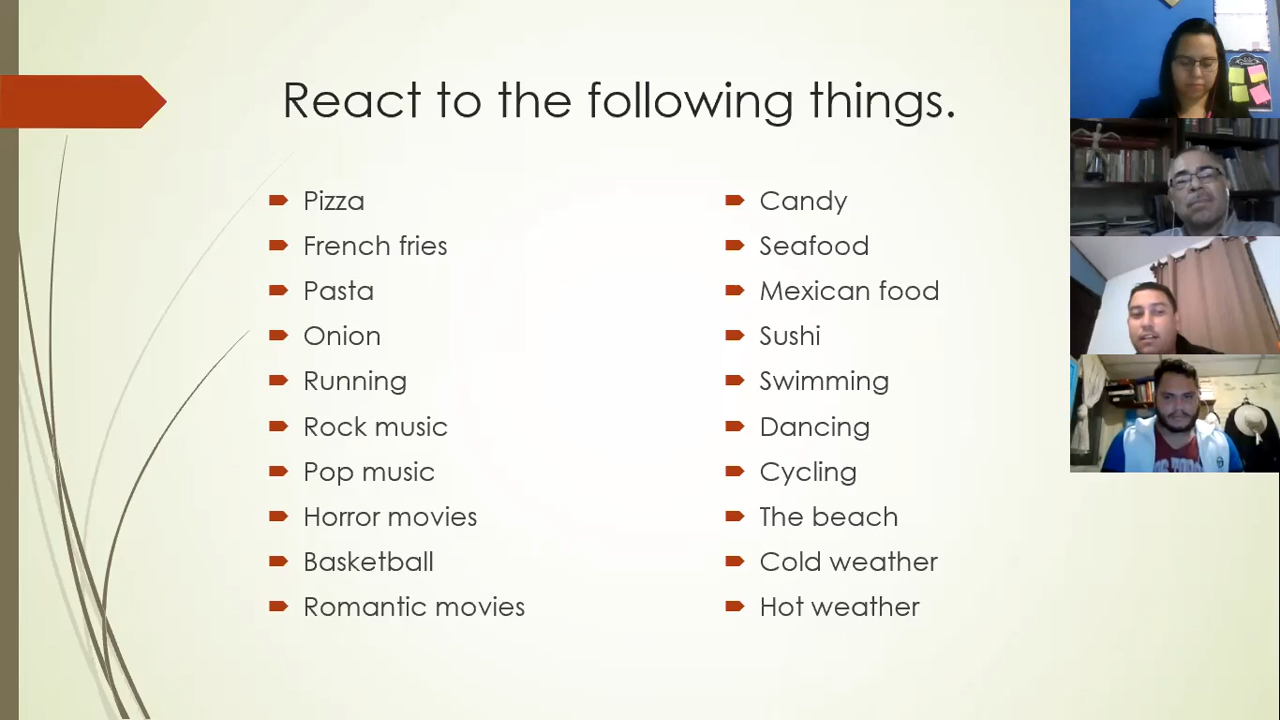 React to the following things.
Pizza
French fries
Pasta
Onion
Running
Rock music
Pop music
Horror movies
Basketball
Romantic movies
Candy
Seafood
Mexican food
Sushi
Swimming
Dancing
Cycling
The beach
Cold weather
Hot weather